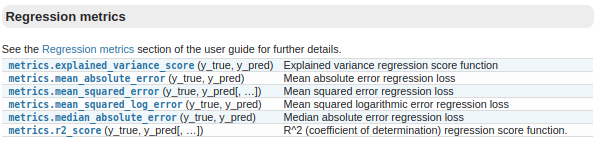 Regression metrics
See the Regression metrics section of the user guide for further details.
metrics.explained_variance_score (y_true, y_pred) Explained variance regression score function
metrics.mean_absolute_error (y_true, y_pred) Mean absolute error regression loss
metrics.mean_squared_error (y_true, y_pred[, ...]) Mean squared error regression loss
metrics.mean_squared_log_error (y_true, y_pred) Mean squared logarithmic error regression loss
metrics.median_absolute_error (y_true, y_pred) Median absolute error regression loss
metrics.r2_score (y_true, y_pred[, ...]) R^2 (coefficient of determination) regression score function.